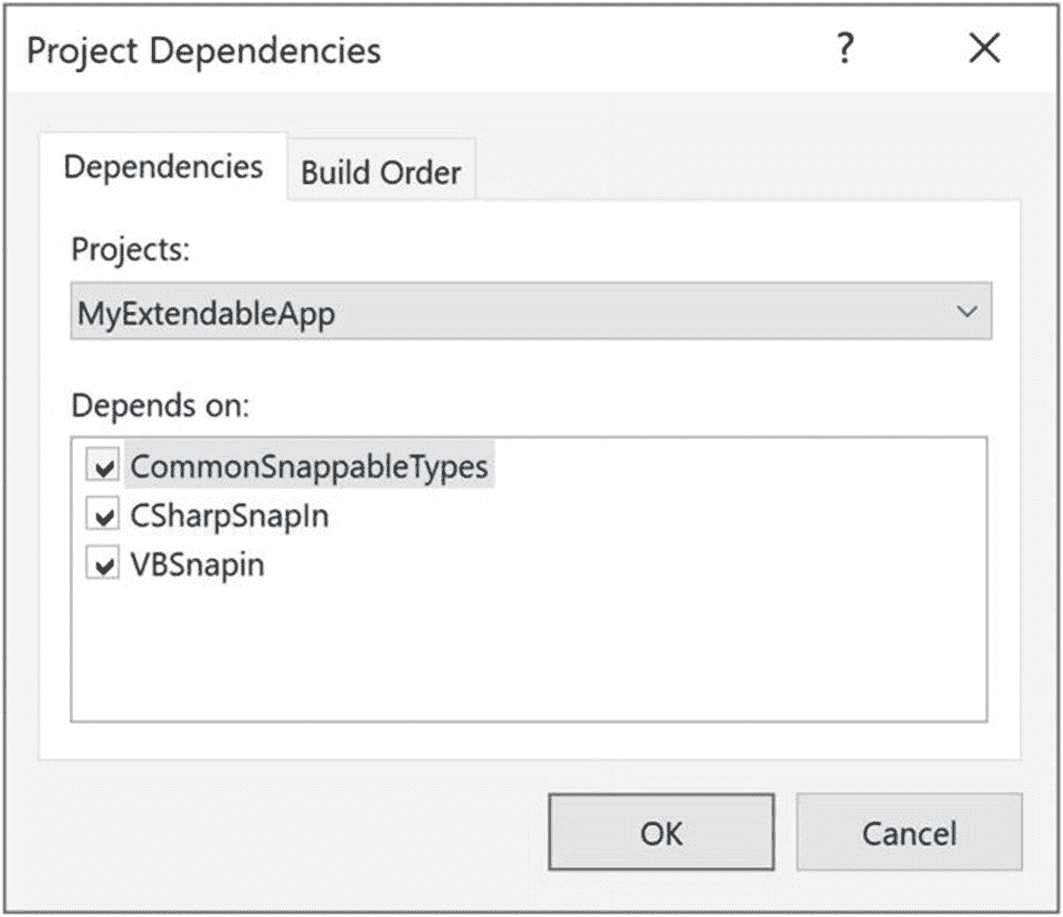 Project Dependencies ?
Dependencies
Build Order
Projects:
MyExtendableApp
Depends on:
CommonSnappableTypes
CSharpSnapIn
VBSnapin
OK
Cancel